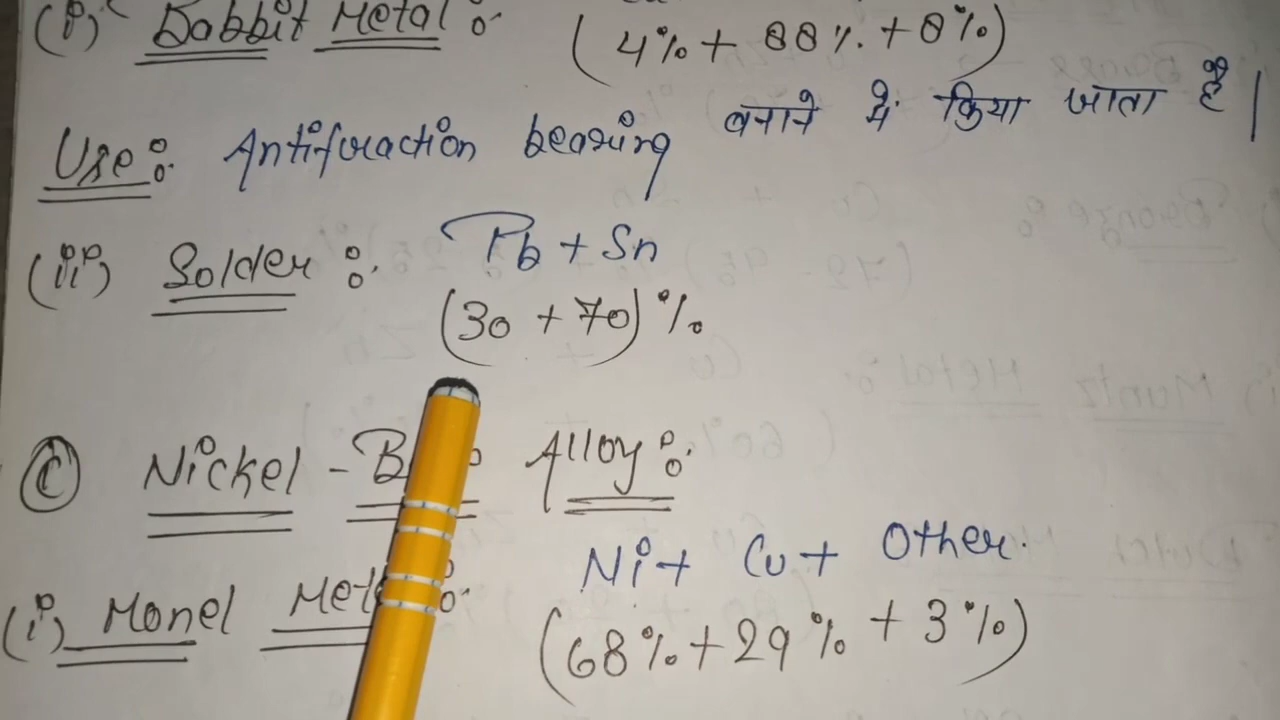 (i) Babbit Metal :
(4% + 88% + 8%)
Use : Antifriction bearing बनाने में किया जाता है।
(ii) Solder : Pb + Sn
(30 + 70) %
(C) Nickel - Alloy :
Ni + Cu + Other
(i) Monel
(68% + 29% + 3%)